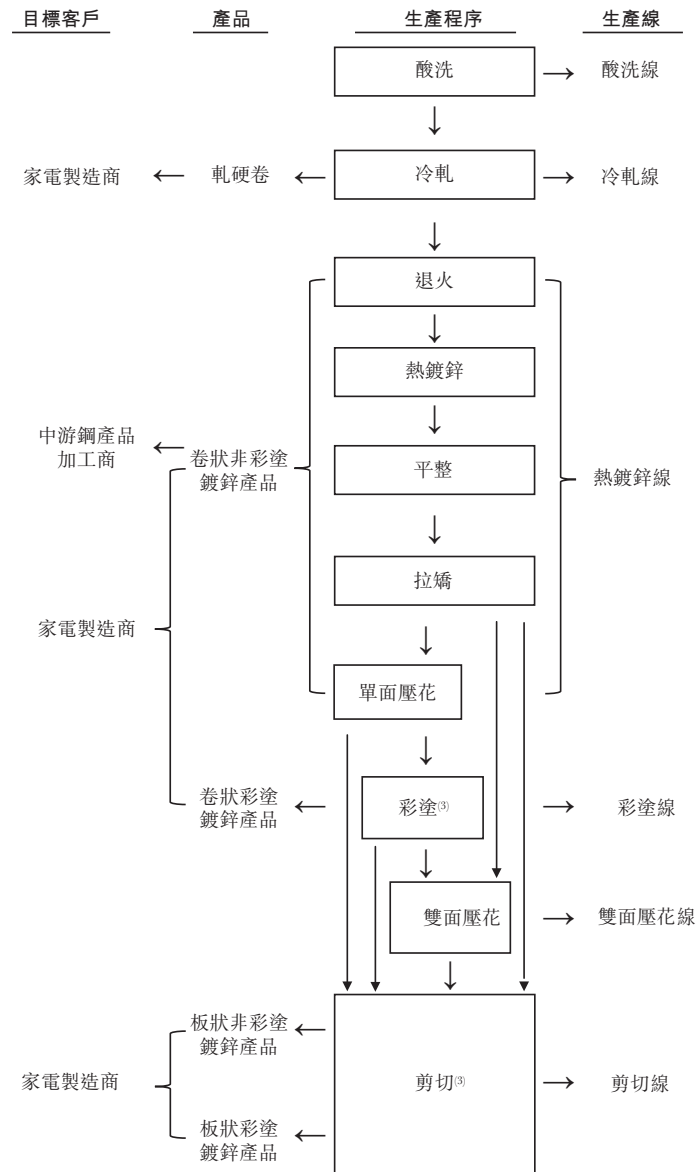 目標客戶
產品
生產程序
生產線
酸洗
酸洗線
家電製造商
軋硬卷
冷軋
冷軋線
退火
熱鍍鋅
中游鋼產品
加工商
卷狀非彩塗
鍍鋅產品
平整
熱鍍鋅線
拉矯
家電製造商
單面壓花
卷狀彩塗
鍍鋅產品
彩塗(3)
彩塗線
雙面壓花
雙面壓花線
板狀非彩塗
鍍鋅產品
家電製造商
剪切(3)
剪切線
板狀彩塗
鍍鋅產品